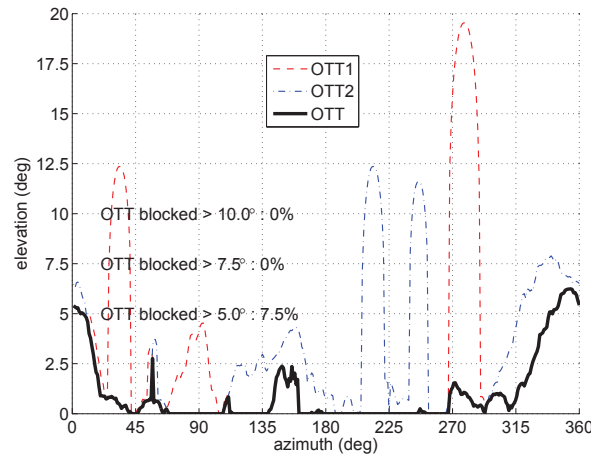 20
17.5
15
12.5
10
7.5
5
2.5
0
elevation (deg)
OTT1
OTT2
OTT
OTT blocked > 10.0° : 0%
OTT blocked > 7.5° : 0%
OTT blocked > 5.0° : 7.5%
0 45 90 135 180 225 270 315 360
azimuth (deg)